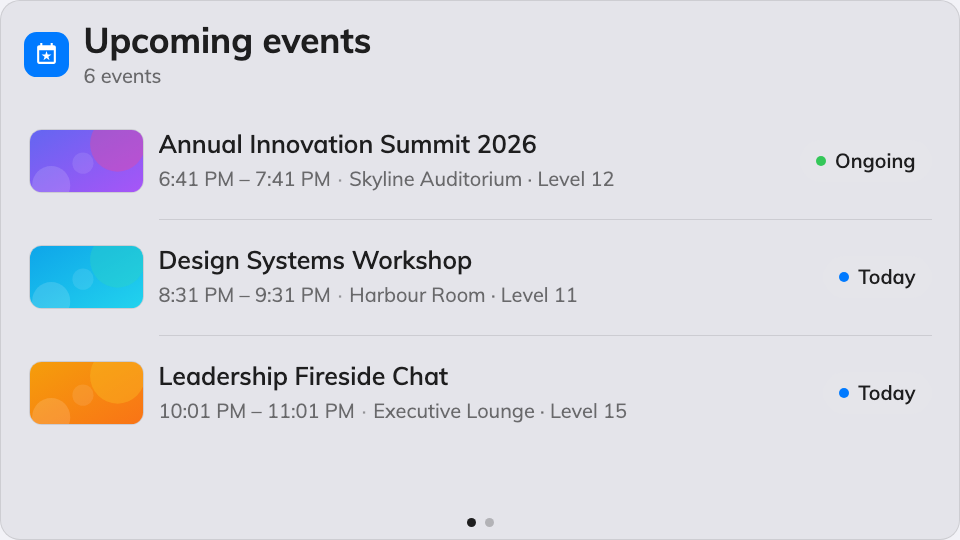 Upcoming events
6 events
Annual Innovation Summit 2026
6:41 PM – 7:41 PM · Skyline Auditorium · Level 12
Ongoing
Design Systems Workshop
8:31 PM – 9:31 PM · Harbour Room · Level 11
Today
Leadership Fireside Chat
10:01 PM – 11:01 PM · Executive Lounge · Level 15
Today